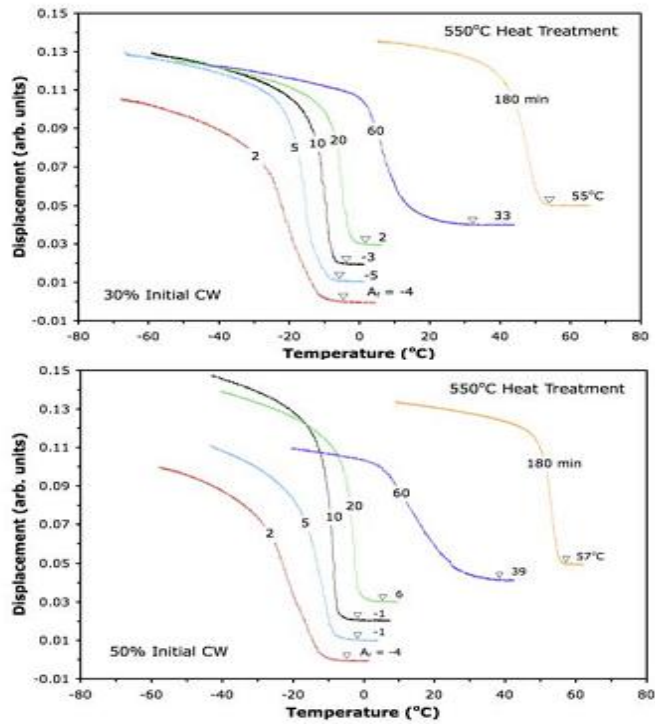 0.15
550°C Heat Treatment
0.13
0.11
180 min
60
0.09
2
5
10
20
0.07
55°C
0.05
33
0.03
2
-3
0.01
-5
30% Initial CW
Af = -4
-0.01
-80 -60 -40 -20 0 20 40 60 80
Displacement (arb. units)
Temperature (°C)
0.15
550°C Heat Treatment
0.13
0.11
180 min
60
0.09
20
2
5
10
0.07
57°C
0.05
39
0.03
6
-1
0.01
-1
50% Initial CW
Af = -4
-0.01
-80 -60 -40 -20 0 20 40 60 80
Displacement (arb. units)
Temperature (°C)